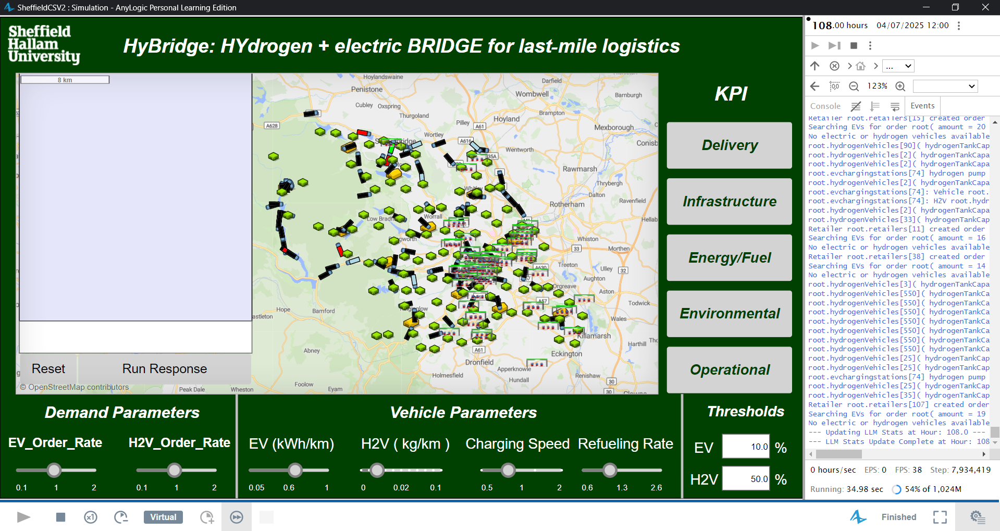 SheffieldCSV2 : Simulation - AnyLogic Personal Learning Edition
Sheffield
Hallam
University
HyBridge: HYdrogen + electric BRIDGE for last-mile logistics
8 km
Hoylandswaine
Penistone
Cubley
Oxspring
Thurgoland
Darfield
Wombwell
Barnburgh
Brampton
Pilley
A61
Hoyland
Mexborough
A628
Wortley
A616
Conisb
Wentworth
35A
Rawmarsh
Thrybergh
Dalton
Ravenfield
Rotherham
Hellab
Low Bradf
Worrall
Whiston
33
Morthen
A630
Treeton
Ulley
32
Aughton
Orgreave
Aston
A57
Todwick
Hope
Bamford
astleton
Wales
Killamarsh
Harthill
Abney
A61
Eckington
Dronfield
Apperknowle
Holmesfield
Hundall
Renishaw
30
30
Foolow
Eyam
Peak Dale
Wheston
Reset
Run Response
© OpenStreetMap contributors
KPI
Delivery
Infrastructure
Energy/Fuel
Environmental
Operational
Demand Parameters
EV_Order_Rate
H2V_Order_Rate
0.1 1 2
0.1 1 2
Vehicle Parameters
EV (kWh/km)
H2V ( kg/km )
Charging Speed
Refueling Rate
0.05 0.6 1
0 0.02 0.1
0.5 1 2
0.6 1.3 2.6
Thresholds
EV 10.0 %
H2V 50.0 %
108.00 hours 04/07/2025 12:00
...
123%
Console
Events
Retailer root.retailers[15] created order
Searching EVs for order root( amount = 20
No electric or hydrogen vehicles available
root.hydrogenVehicles[90]( hydrogenTankCap
root.hydrogenVehicles[2]( hydrogenTankCapa
root.hydrogenVehicles[2]( hydrogenTankCapa
root.evchargingstations[74] hydrogen pump
root.hydrogenVehicles[2]( hydrogenTankCapa
root.evchargingstations[74]: Vehicle root.
root.evchargingstations[74]: H2V root.hydr
root.hydrogenVehicles[2]( hydrogenTankCapa
root.hydrogenVehicles[33]( hydrogenTankCap
Retailer root.retailers[11] created order
Searching EVs for order root( amount = 16
No electric or hydrogen vehicles available
Retailer root.retailers[38] created order
Searching EVs for order root( amount = 14
No electric or hydrogen vehicles available
root.hydrogenVehicles[3]( hydrogenTankCapa
root.hydrogenVehicles[550]( hydrogenTankCa
root.hydrogenVehicles[550]( hydrogenTankCa
root.hydrogenVehicles[550]( hydrogenTankCa
root.hydrogenVehicles[550]( hydrogenTankCa
root.hydrogenVehicles[550]( hydrogenTankCa
root.hydrogenVehicles[550]( hydrogenTankCa
root.hydrogenVehicles[25]( hydrogenTankCap
root.hydrogenVehicles[25]( hydrogenTankCap
root.evchargingstations[74] hydrogen pump
root.hydrogenVehicles[25]( hydrogenTankCap
root.hydrogenVehicles[35]( hydrogenTankCap
Retailer root.retailers[107] created order
Searching EVs for order root( amount = 19
No electric or hydrogen vehicles available
--- Updating LLM Stats at Hour: 108.0 ---
--- LLM Stats Update Complete at Hour: 108
0 hours/sec EPS: 0 FPS: 38 Step: 7,934,419
Running: 34.98 sec 54% of 1,024M
x1
Virtual
Finished